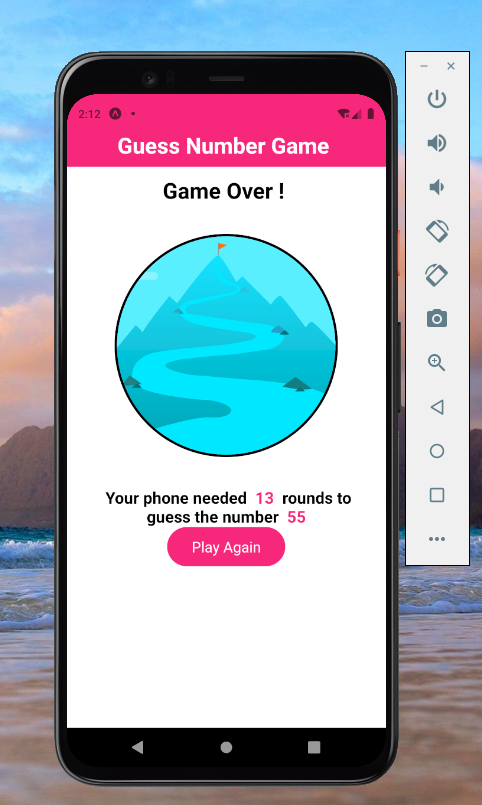 2:12
Guess Number Game
Game Over !
Your phone needed 13 rounds to
guess the number 55
Play Again